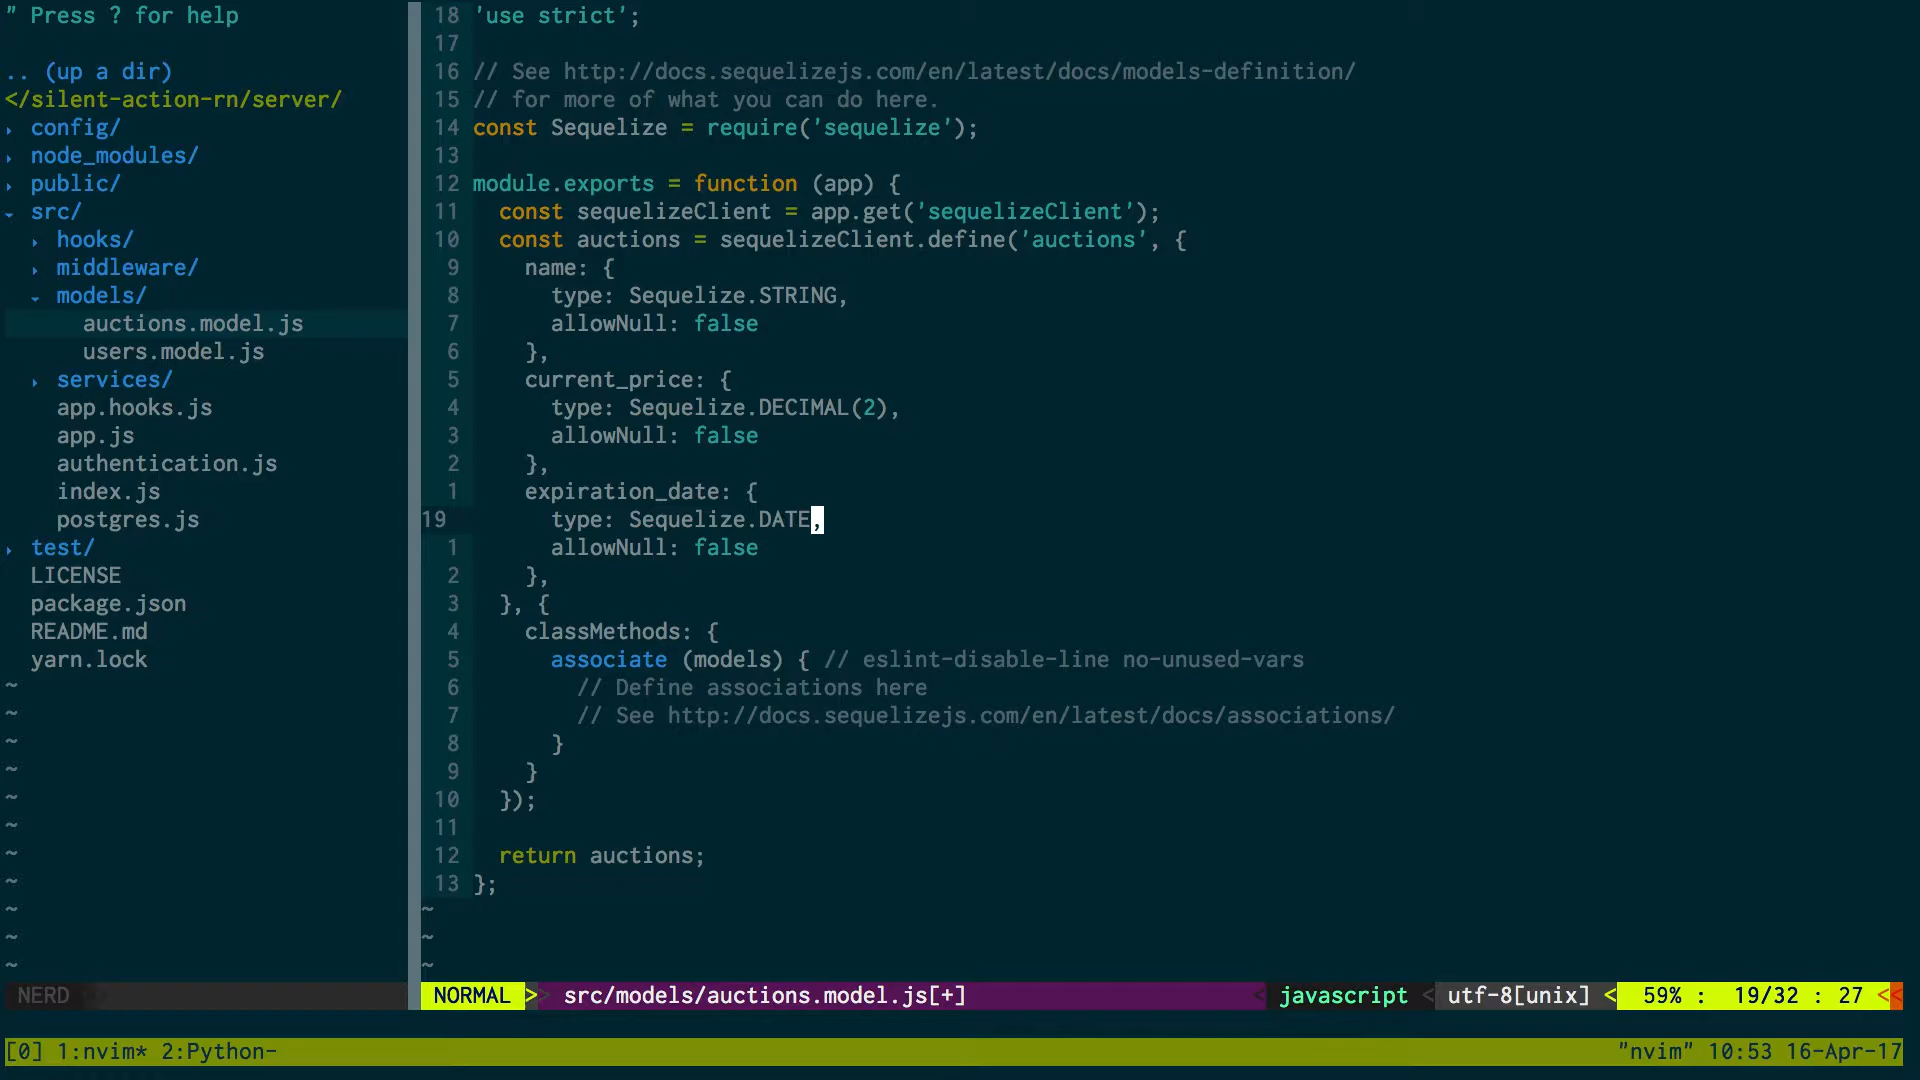 " Press ? for help
.. (up a dir)
</silent-action-rn/server/
▸ config/
▸ node_modules/
▸ public/
▾ src/
▸ hooks/
▸ middleware/
▾ models/
auctions.model.js
users.model.js
▸ services/
app.hooks.js
app.js
authentication.js
index.js
postgres.js
▸ test/
LICENSE
package.json
README.md
yarn.lock
~
~
~
~
~
~
~
~
~
~
~
NERD
18 'use strict';
17
16 // See http://docs.sequelizejs.com/en/latest/docs/models-definition/
15 // for more of what you can do here.
14 const Sequelize = require('sequelize');
13
12 module.exports = function (app) {
11   const sequelizeClient = app.get('sequelizeClient');
10   const auctions = sequelizeClient.define('auctions', {
9     name: {
8       type: Sequelize.STRING,
7       allowNull: false
6     },
5     current_price: {
4       type: Sequelize.DECIMAL(2),
3       allowNull: false
2     },
1     expiration_date: {
19       type: Sequelize.DATE,
1       allowNull: false
2     },
3   }, {
4     classMethods: {
5       associate (models) { // eslint-disable-line no-unused-vars
6         // Define associations here
7         // See http://docs.sequelizejs.com/en/latest/docs/associations/
8       }
9     }
10   });
11
12   return auctions;
13 };
~
~
~
NORMAL > src/models/auctions.model.js[+] < javascript < utf-8[unix] < 59% : 19/32 : 27 <<
[0] 1:nvim* 2:Python- "nvim" 10:53 16-Apr-17